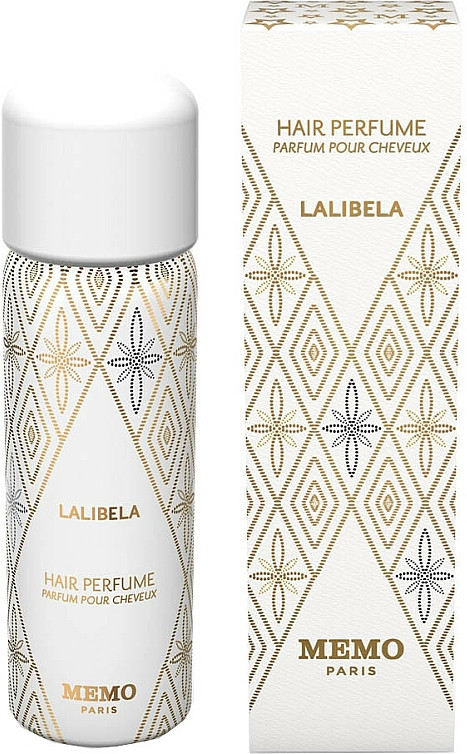 LALIBELA
HAIR PERFUME
PARFUM POUR CHEVEUX
MEMO
PARIS
HAIR PERFUME
PARFUM POUR CHEVEUX
LALIBELA
MEMO
PARIS